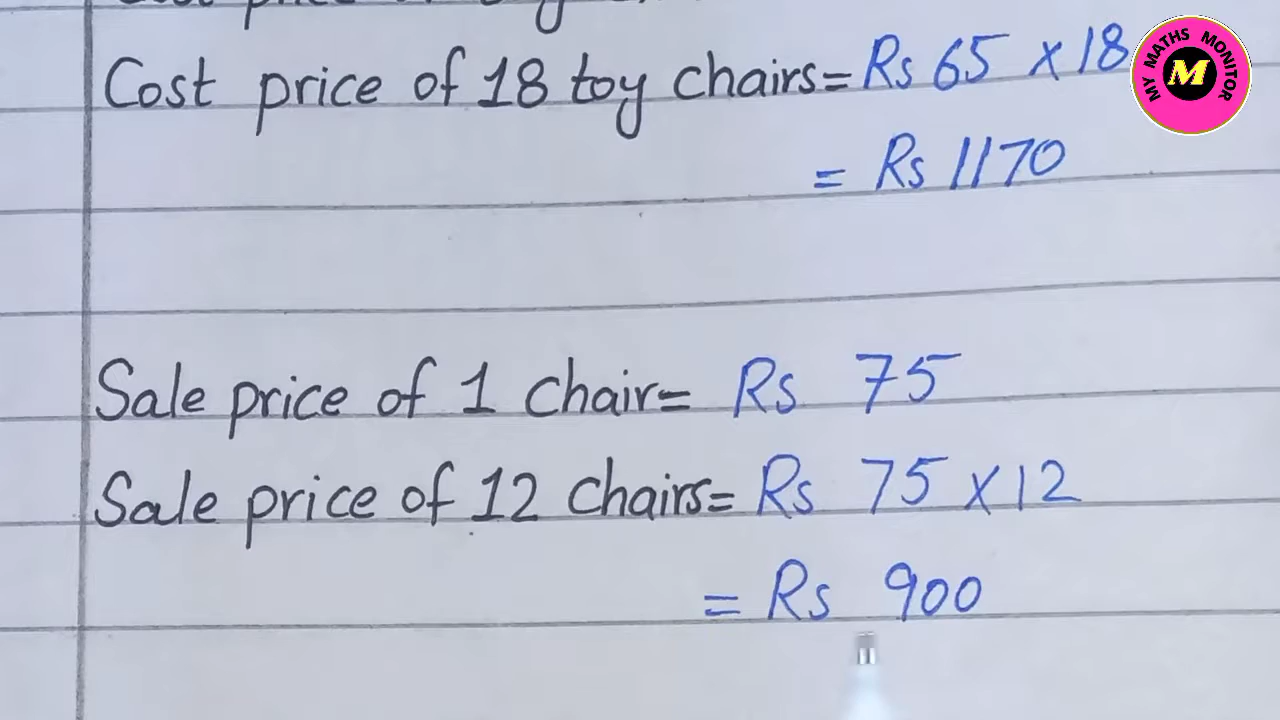 Cost price of 18 toy chairs= Rs 65 x 18
= Rs 1170
Sale price of 1 chair= Rs 75
Sale price of 12 chairs= Rs 75 x 12
= Rs 900
MY MATHS MONITOR
M